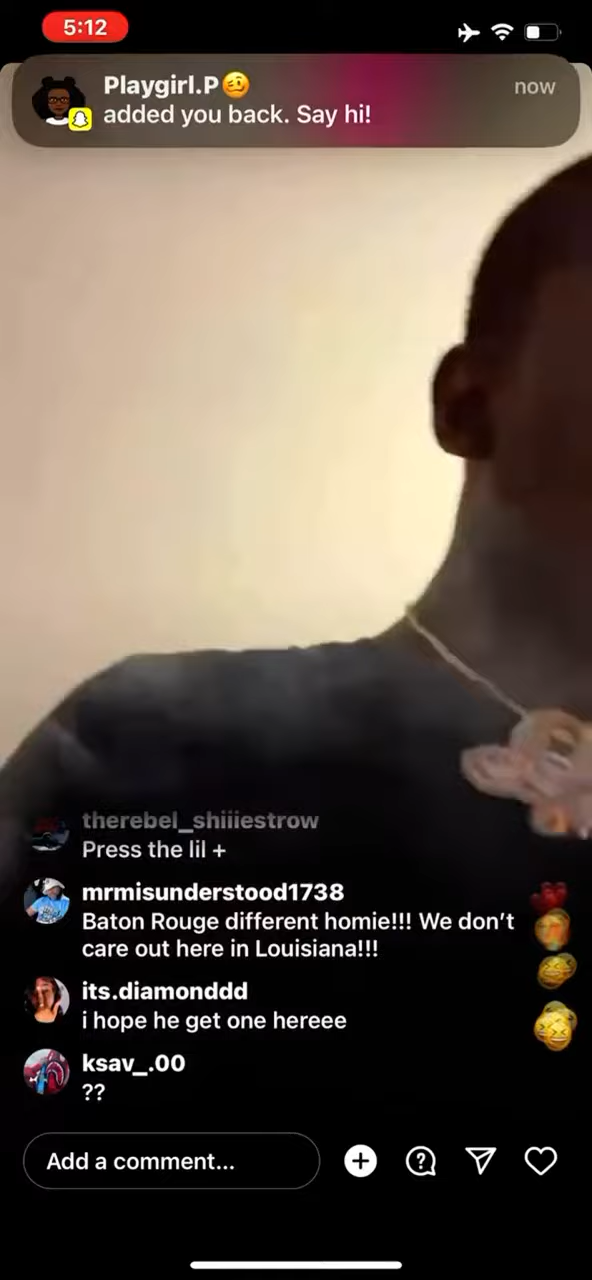 5:12
Playgirl.P🥴
now
added you back. Say hi!
therebel_shiiiestrow
Press the lil +
mrmisunderstood1738
Baton Rouge different homie!!! We don't
care out here in Louisiana!!!
its.diamonddd
i hope he get one hereee
ksav_.00
??
Add a comment...